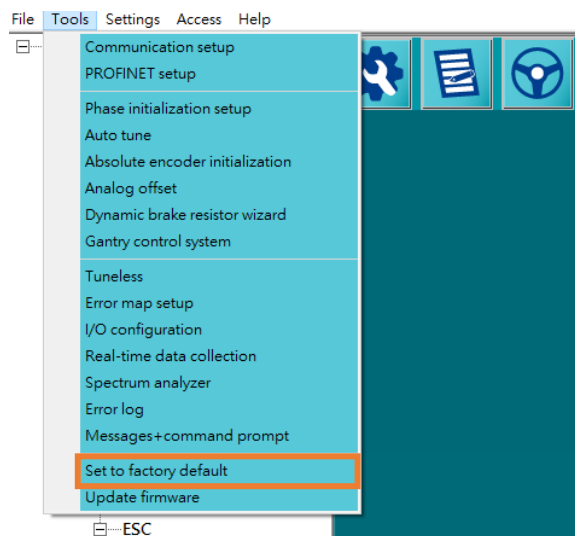 File Tools Settings Access Help
Communication setup
PROFINET setup
Phase initialization setup
Auto tune
Absolute encoder initialization
Analog offset
Dynamic brake resistor wizard
Gantry control system
Tuneless
Error map setup
I/O configuration
Real-time data collection
Spectrum analyzer
Error log
Messages+command prompt
Set to factory default
Update firmware
ESC